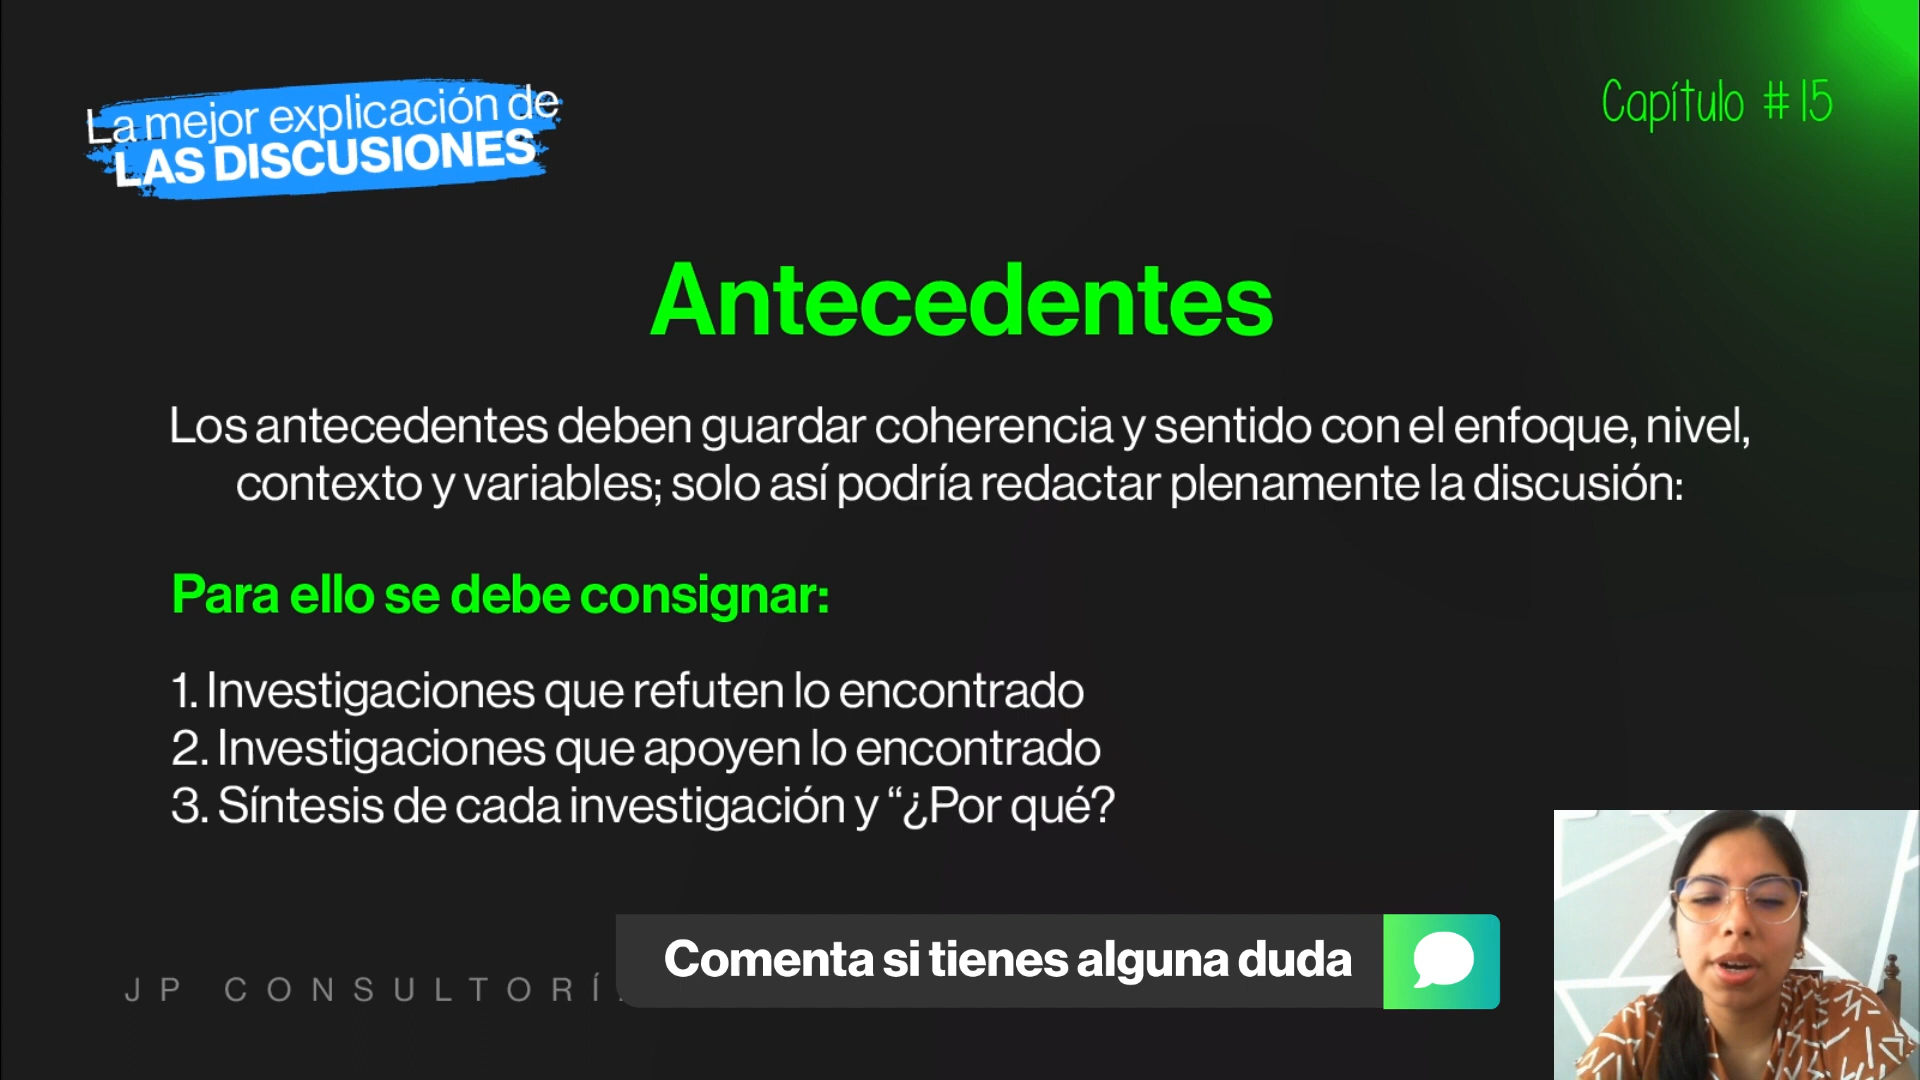 La mejor explicación de
LAS DISCUSIONES
Capítulo #15
Antecedentes
Los antecedentes deben guardar coherencia y sentido con el enfoque, nivel,
contexto y variables; solo así podría redactar plenamente la discusión:
Para ello se debe consignar:
1. Investigaciones que refuten lo encontrado
2. Investigaciones que apoyen lo encontrado
3. Síntesis de cada investigación y “¿Por qué?
Comenta si tienes alguna duda
JP